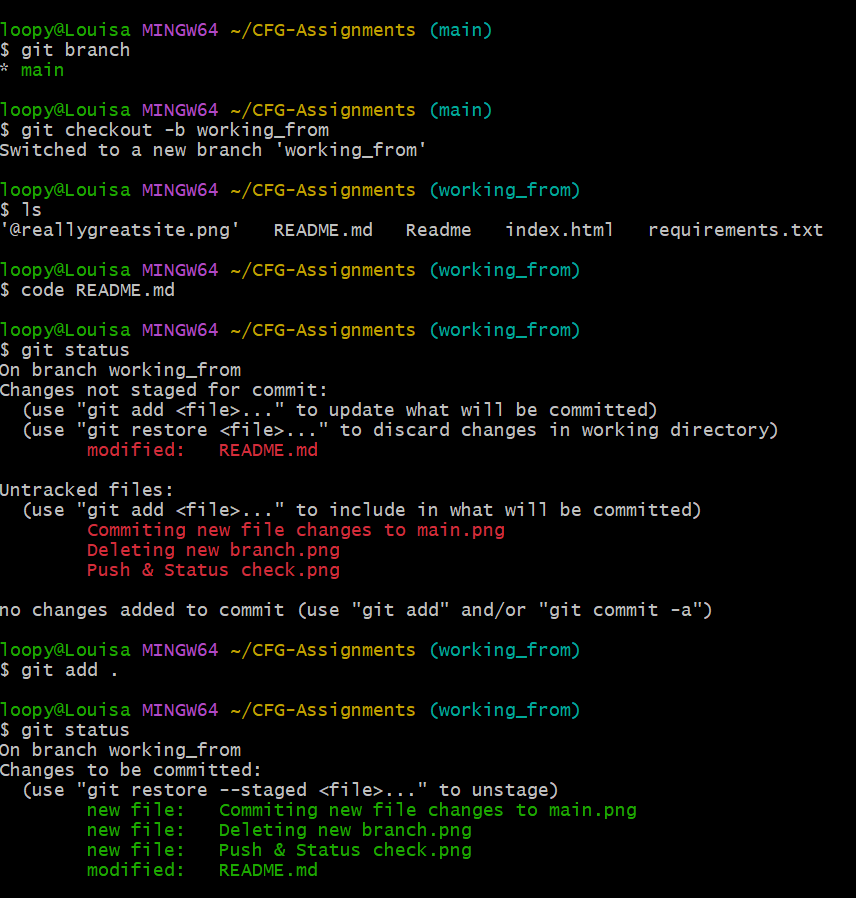 loopy@Louisa MINGW64 ~/CFG-Assignments (main)
$ git branch
* main

loopy@Louisa MINGW64 ~/CFG-Assignments (main)
$ git checkout -b working_from
Switched to a new branch 'working_from'

loopy@Louisa MINGW64 ~/CFG-Assignments (working_from)
$ ls
'@reallygreatsite.png'   README.md   Readme   index.html   requirements.txt

loopy@Louisa MINGW64 ~/CFG-Assignments (working_from)
$ code README.md

loopy@Louisa MINGW64 ~/CFG-Assignments (working_from)
$ git status
On branch working_from
Changes not staged for commit:
  (use "git add <file>..." to update what will be committed)
  (use "git restore <file>..." to discard changes in working directory)
        modified:   README.md

Untracked files:
  (use "git add <file>..." to include in what will be committed)
        Commiting new file changes to main.png
        Deleting new branch.png
        Push & Status check.png

no changes added to commit (use "git add" and/or "git commit -a")

loopy@Louisa MINGW64 ~/CFG-Assignments (working_from)
$ git add .

loopy@Louisa MINGW64 ~/CFG-Assignments (working_from)
$ git status
On branch working_from
Changes to be committed:
  (use "git restore --staged <file>..." to unstage)
        new file:   Commiting new file changes to main.png
        new file:   Deleting new branch.png
        new file:   Push & Status check.png
        modified:   README.md